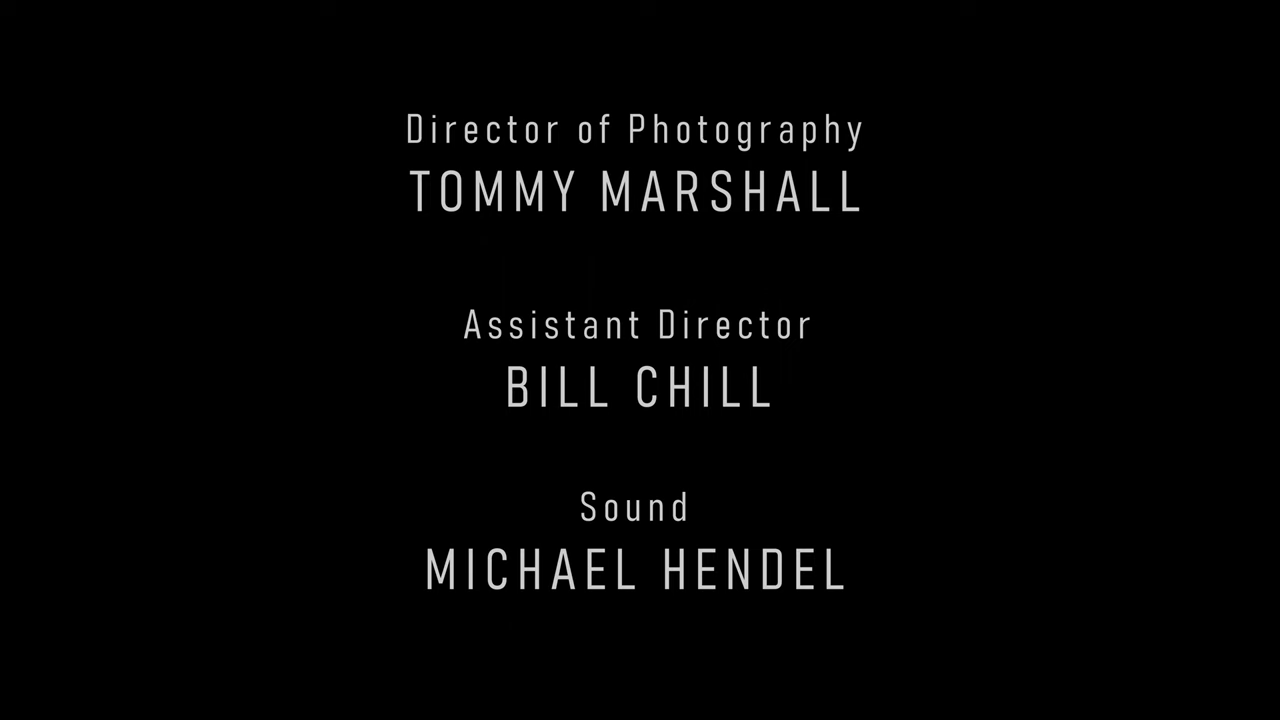 Director of Photography
TOMMY MARSHALL
Assistant Director
BILL CHILL
Sound
MICHAEL HENDEL